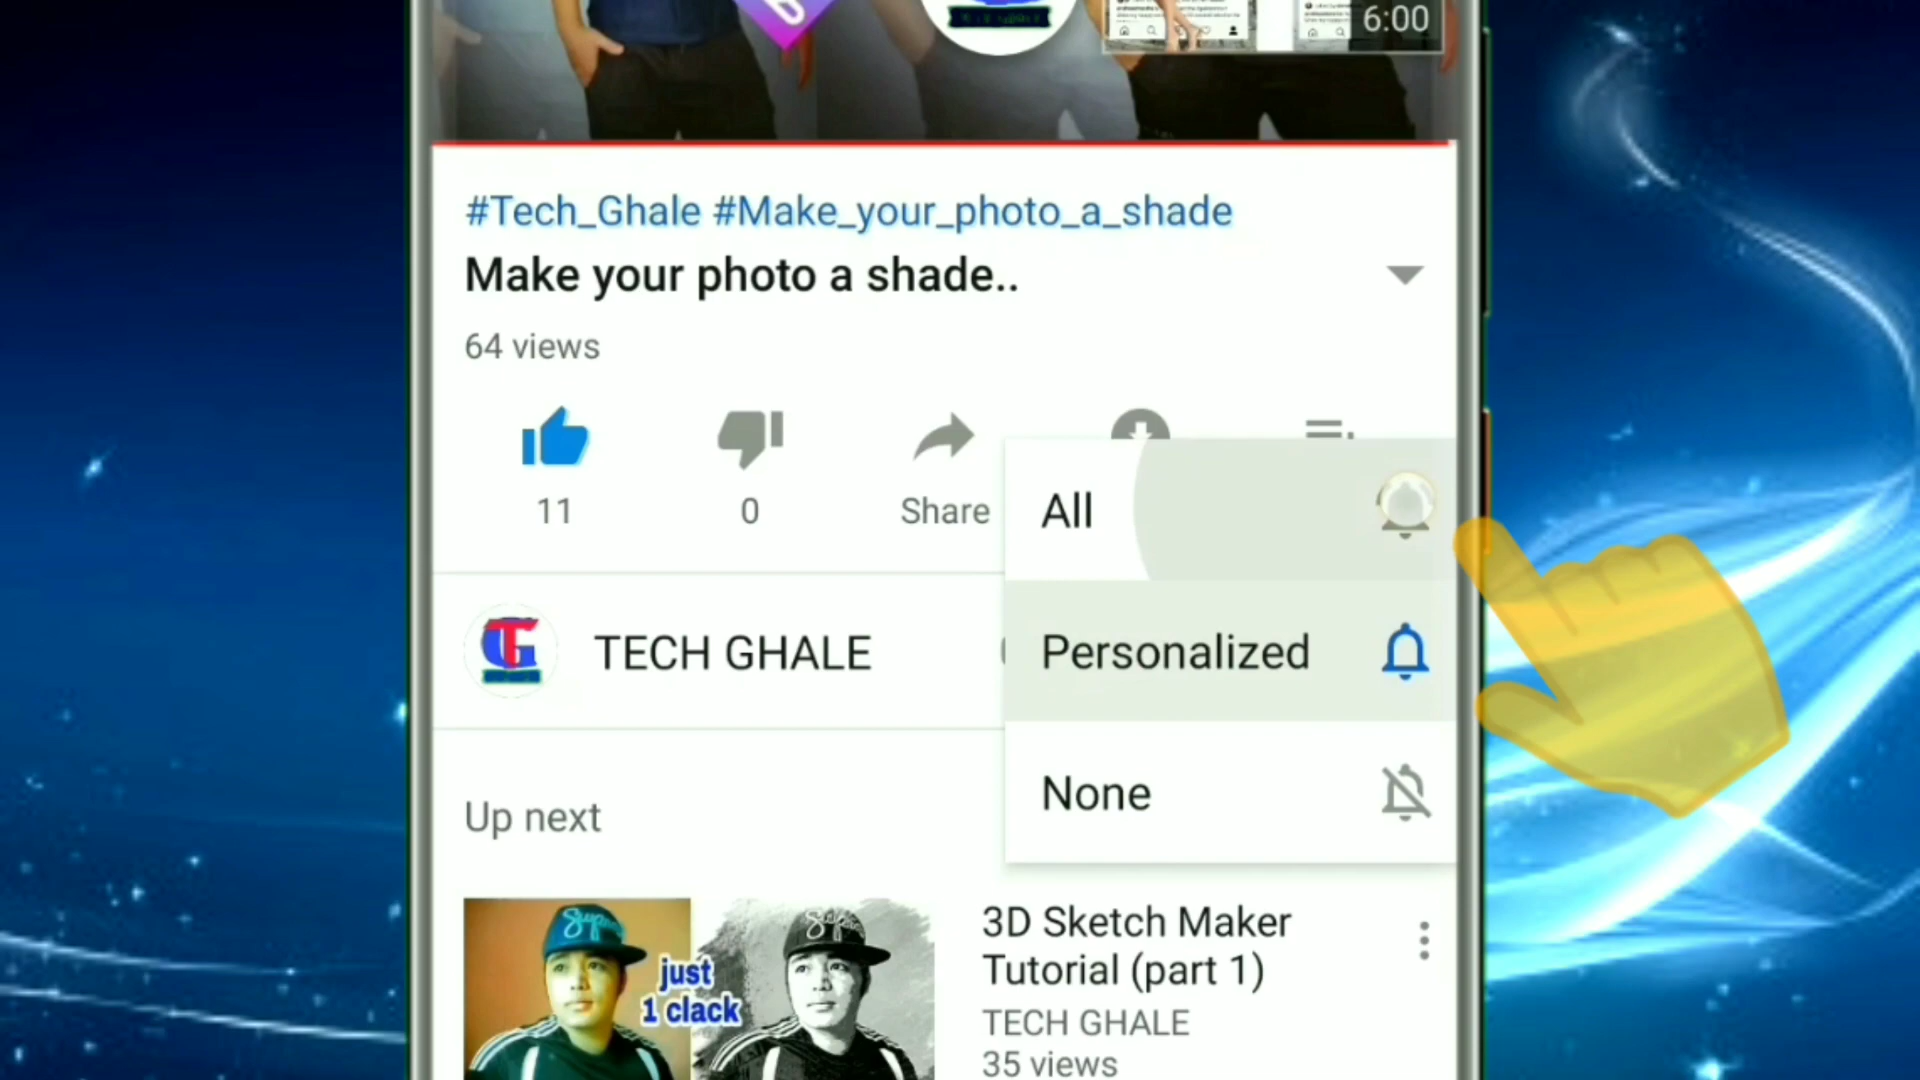 6:00
#Tech_Ghale #Make_your_photo_a_shade
Make your photo a shade..
64 views
11
0
Share
All
TECH GHALE
Personalized
None
Up next
just
1 clack
3D Sketch Maker
Tutorial (part 1)
TECH GHALE
35 views